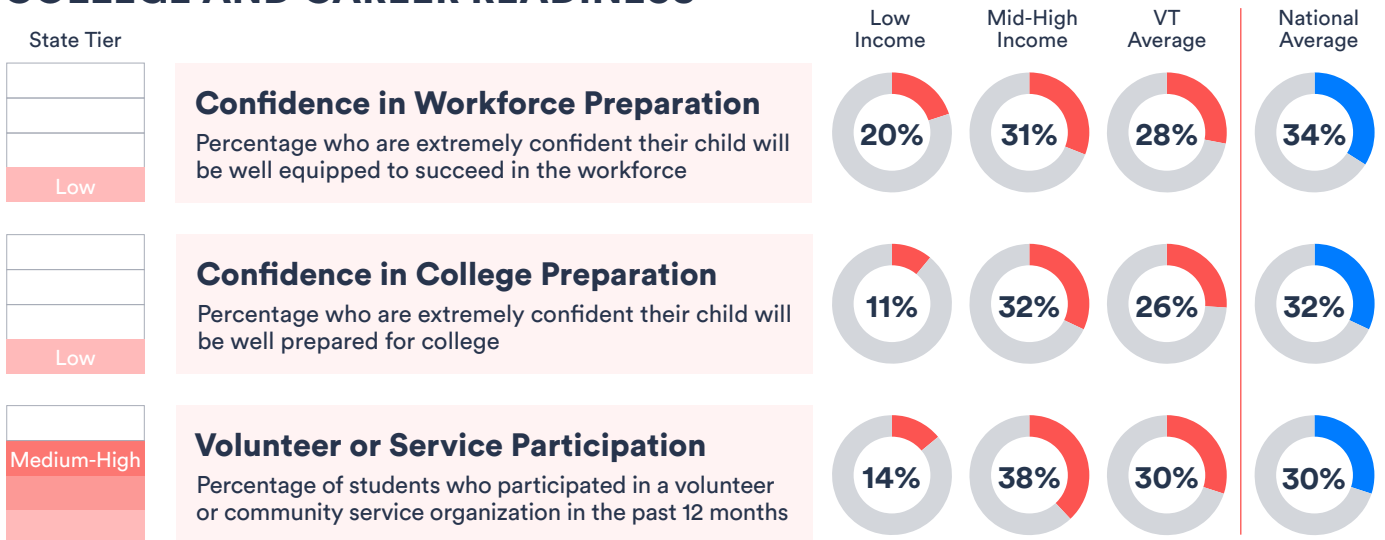 COLLEGE AND CAREER READINESS
State Tier
Low Income
Mid-High Income
VT Average
National Average
Low
Confidence in Workforce Preparation
Percentage who are extremely confident their child will
be well equipped to succeed in the workforce
20%
31%
28%
34%
Low
Confidence in College Preparation
Percentage who are extremely confident their child will
be well prepared for college
11%
32%
26%
32%
Medium-High
Volunteer or Service Participation
Percentage of students who participated in a volunteer
or community service organization in the past 12 months
14%
38%
30%
30%